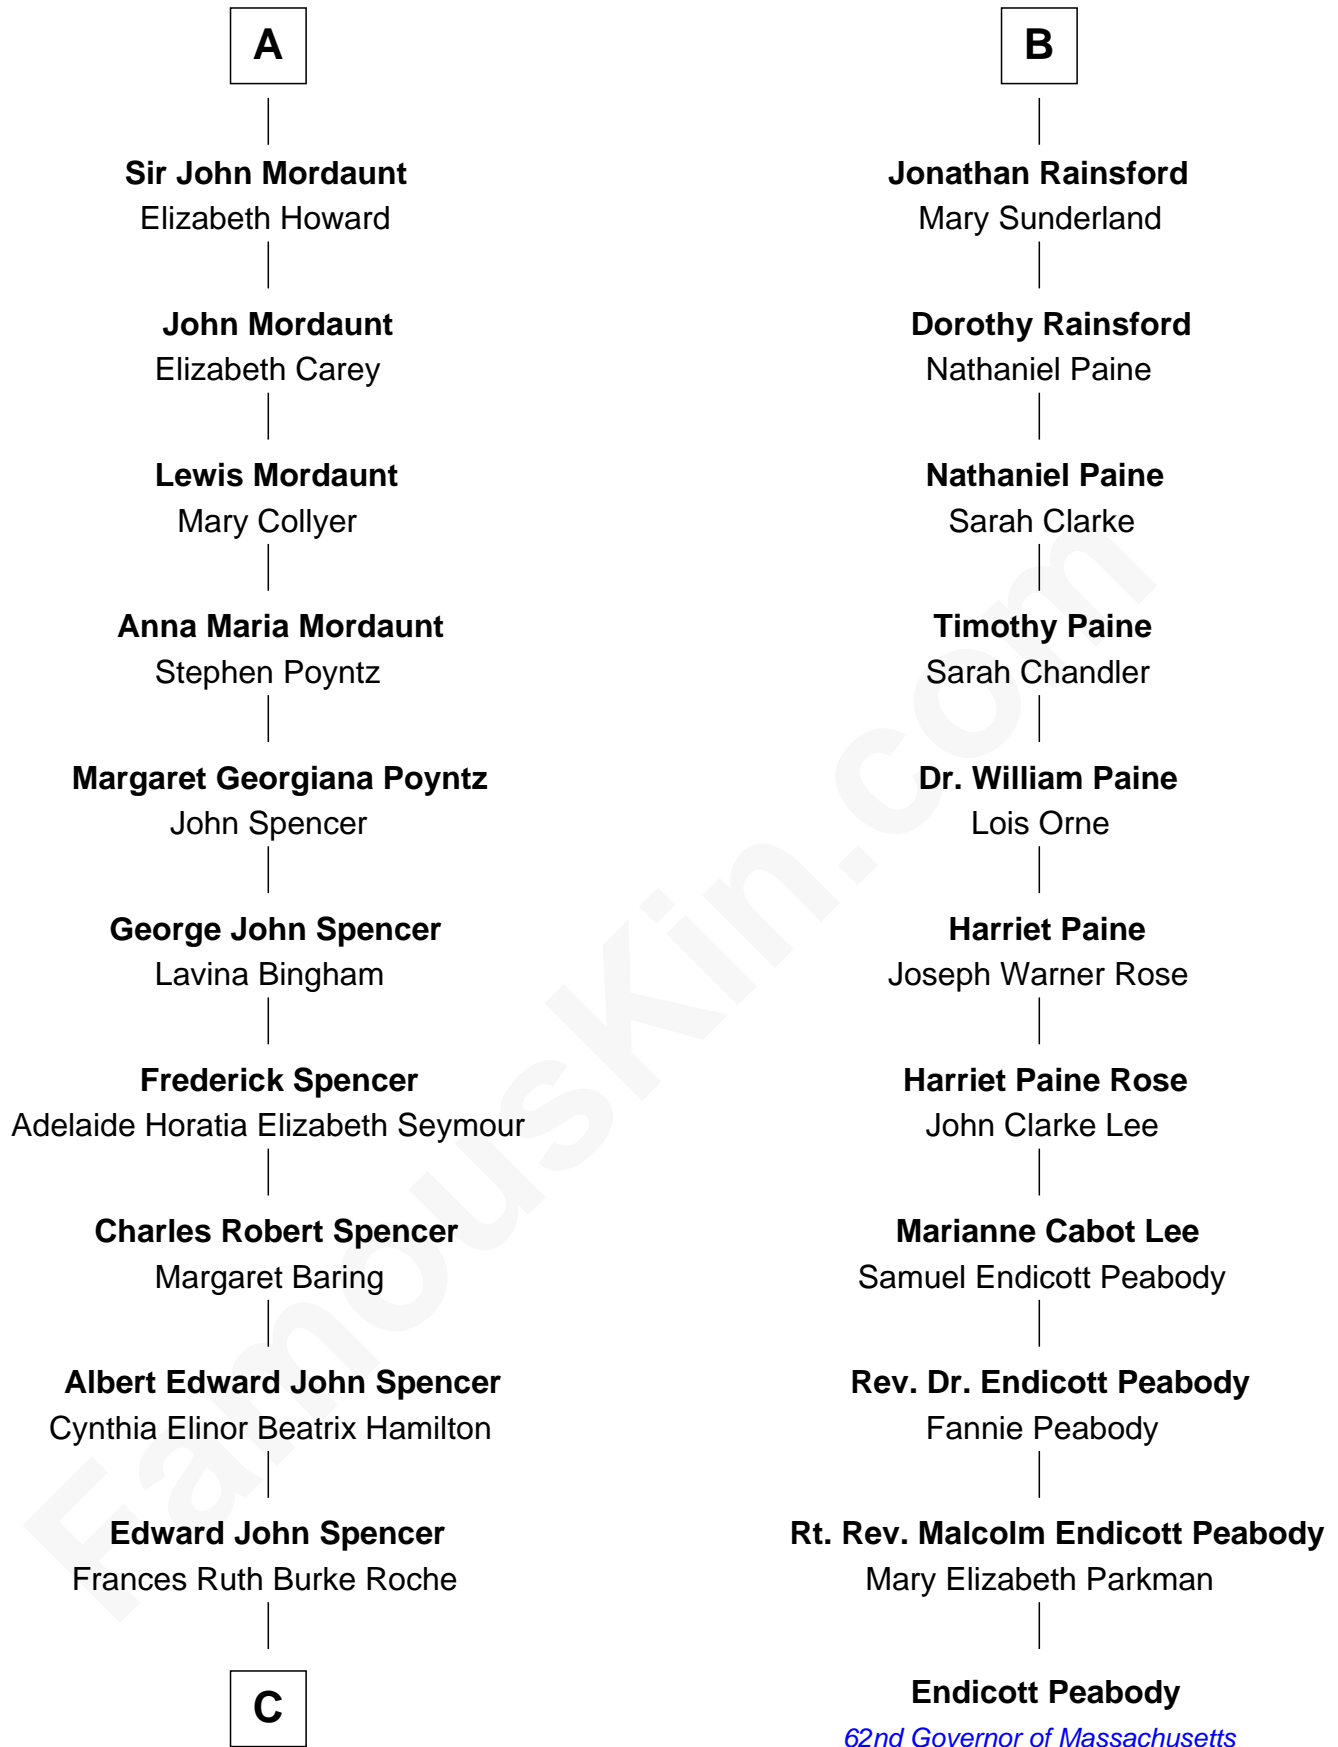 A
Sir John Mordaunt
Elizabeth Howard
John Mordaunt
Elizabeth Carey
Lewis Mordaunt
Mary Collyer
Anna Maria Mordaunt
Stephen Poyntz
Margaret Georgiana Poyntz
John Spencer
George John Spencer
Lavina Bingham
Frederick Spencer
Adelaide Horatia Elizabeth Seymour
Charles Robert Spencer
Margaret Baring
Albert Edward John Spencer
Cynthia Elinor Beatrix Hamilton
Edward John Spencer
Frances Ruth Burke Roche
C
B
Jonathan Rainsford
Mary Sunderland
Dorothy Rainsford
Nathaniel Paine
Nathaniel Paine
Sarah Clarke
Timothy Paine
Sarah Chandler
Dr. William Paine
Lois Orne
Harriet Paine
Joseph Warner Rose
Harriet Paine Rose
John Clarke Lee
Marianne Cabot Lee
Samuel Endicott Peabody
Rev. Dr. Endicott Peabody
Fannie Peabody
Rt. Rev. Malcolm Endicott Peabody
Mary Elizabeth Parkman
Endicott Peabody
62nd Governor of Massachusetts
FamousKin.com